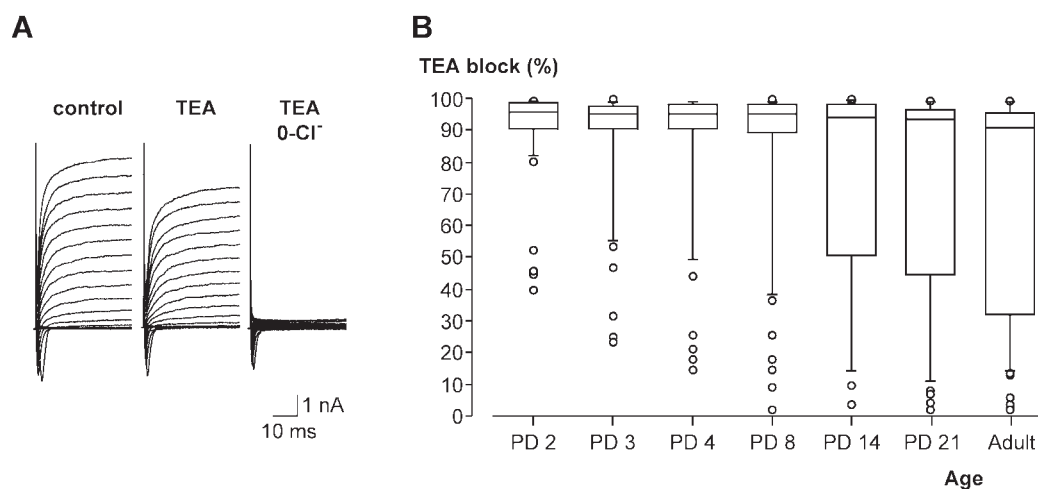 A
control
TEA
TEA
0-Cl⁻
1 nA
10 ms
B
TEA block (%)
100
90
80
70
60
50
40
30
20
10
0
PD 2 PD 3 PD 4 PD 8 PD 14 PD 21 Adult
Age